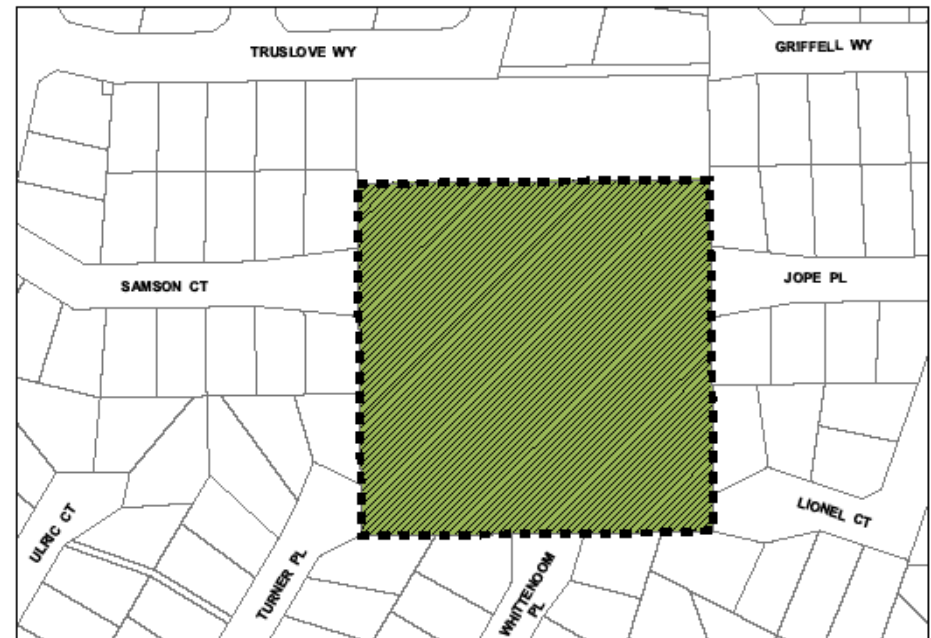 TRUSLOVE WY
GRIFFELL WY
SAMSON CT
JOPE PL
ULRIC CT
TURNER PL
WHITTENOOM
PL
LIONEL CT